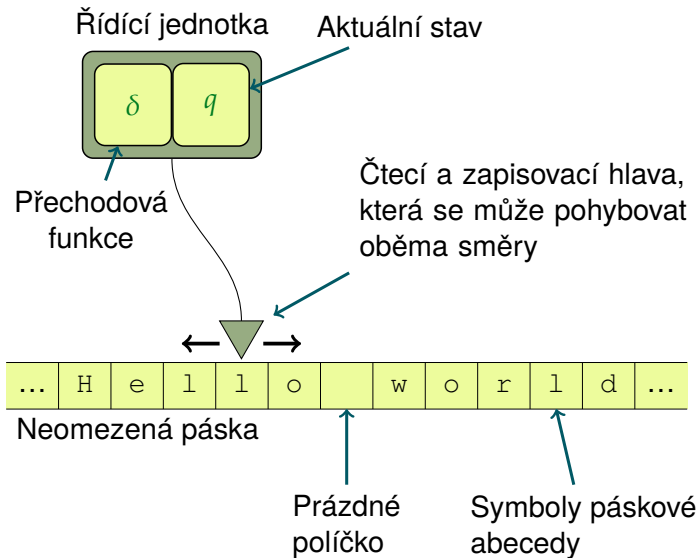 Řídící jednotka
Aktuální stav
δ q
Přechodová
funkce
Čtecí a zapisovací hlava,
která se může pohybovat
oběma směry
... H e l l o w o r l d ...
Neomezená páska
Prázdné
políčko
Symboly páskové
abecedy